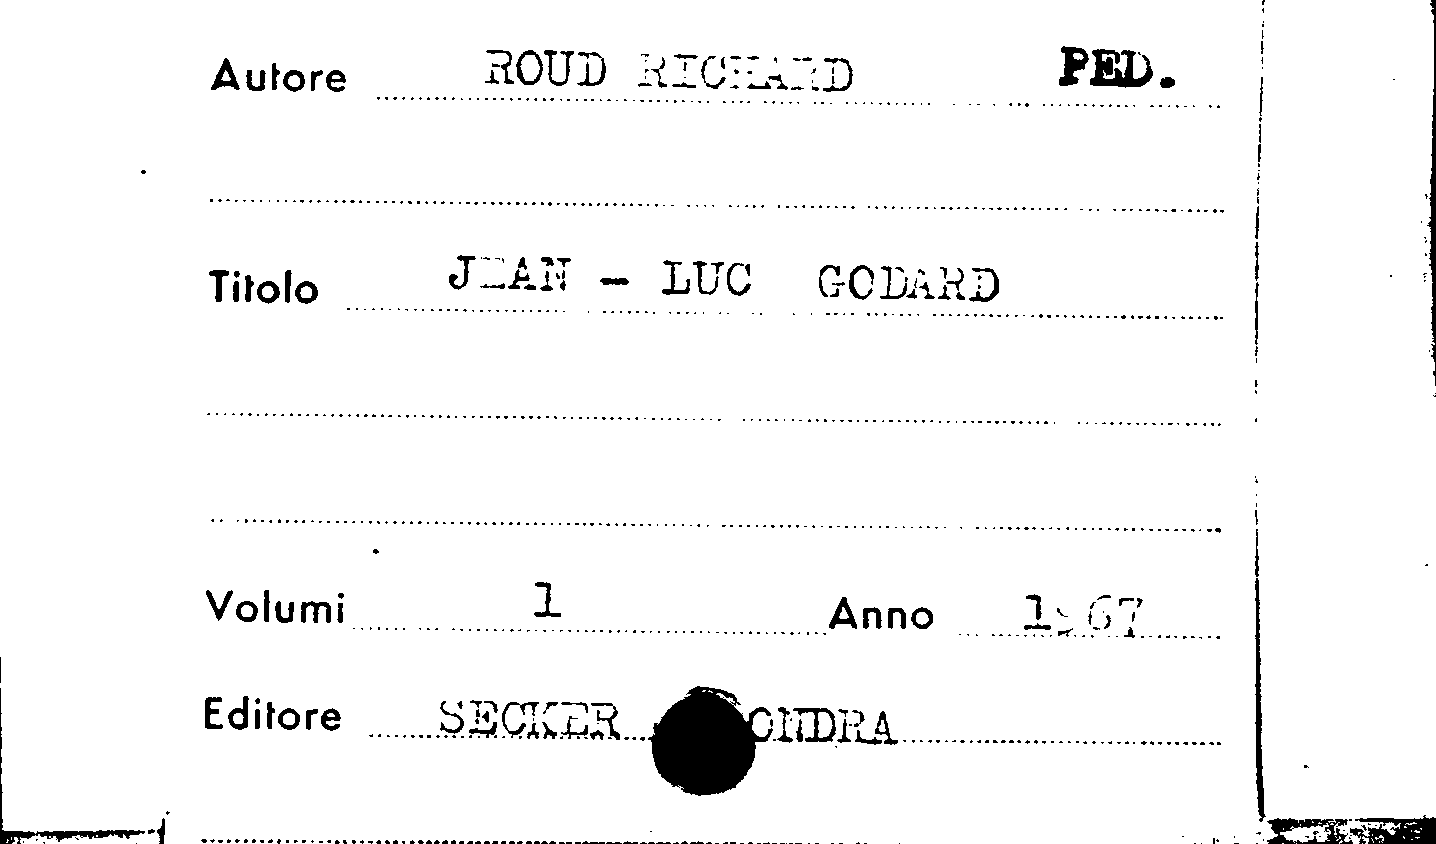 Autore ROUD RICHARD PED.
Titolo JEAN - LUC GODARD
Volumi 1 Anno 1967
Editore SECKER